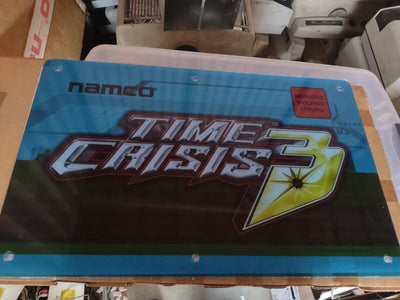 namco
ANIMATED
VIOLENCE
STRONG
TIME
CRISIS 3